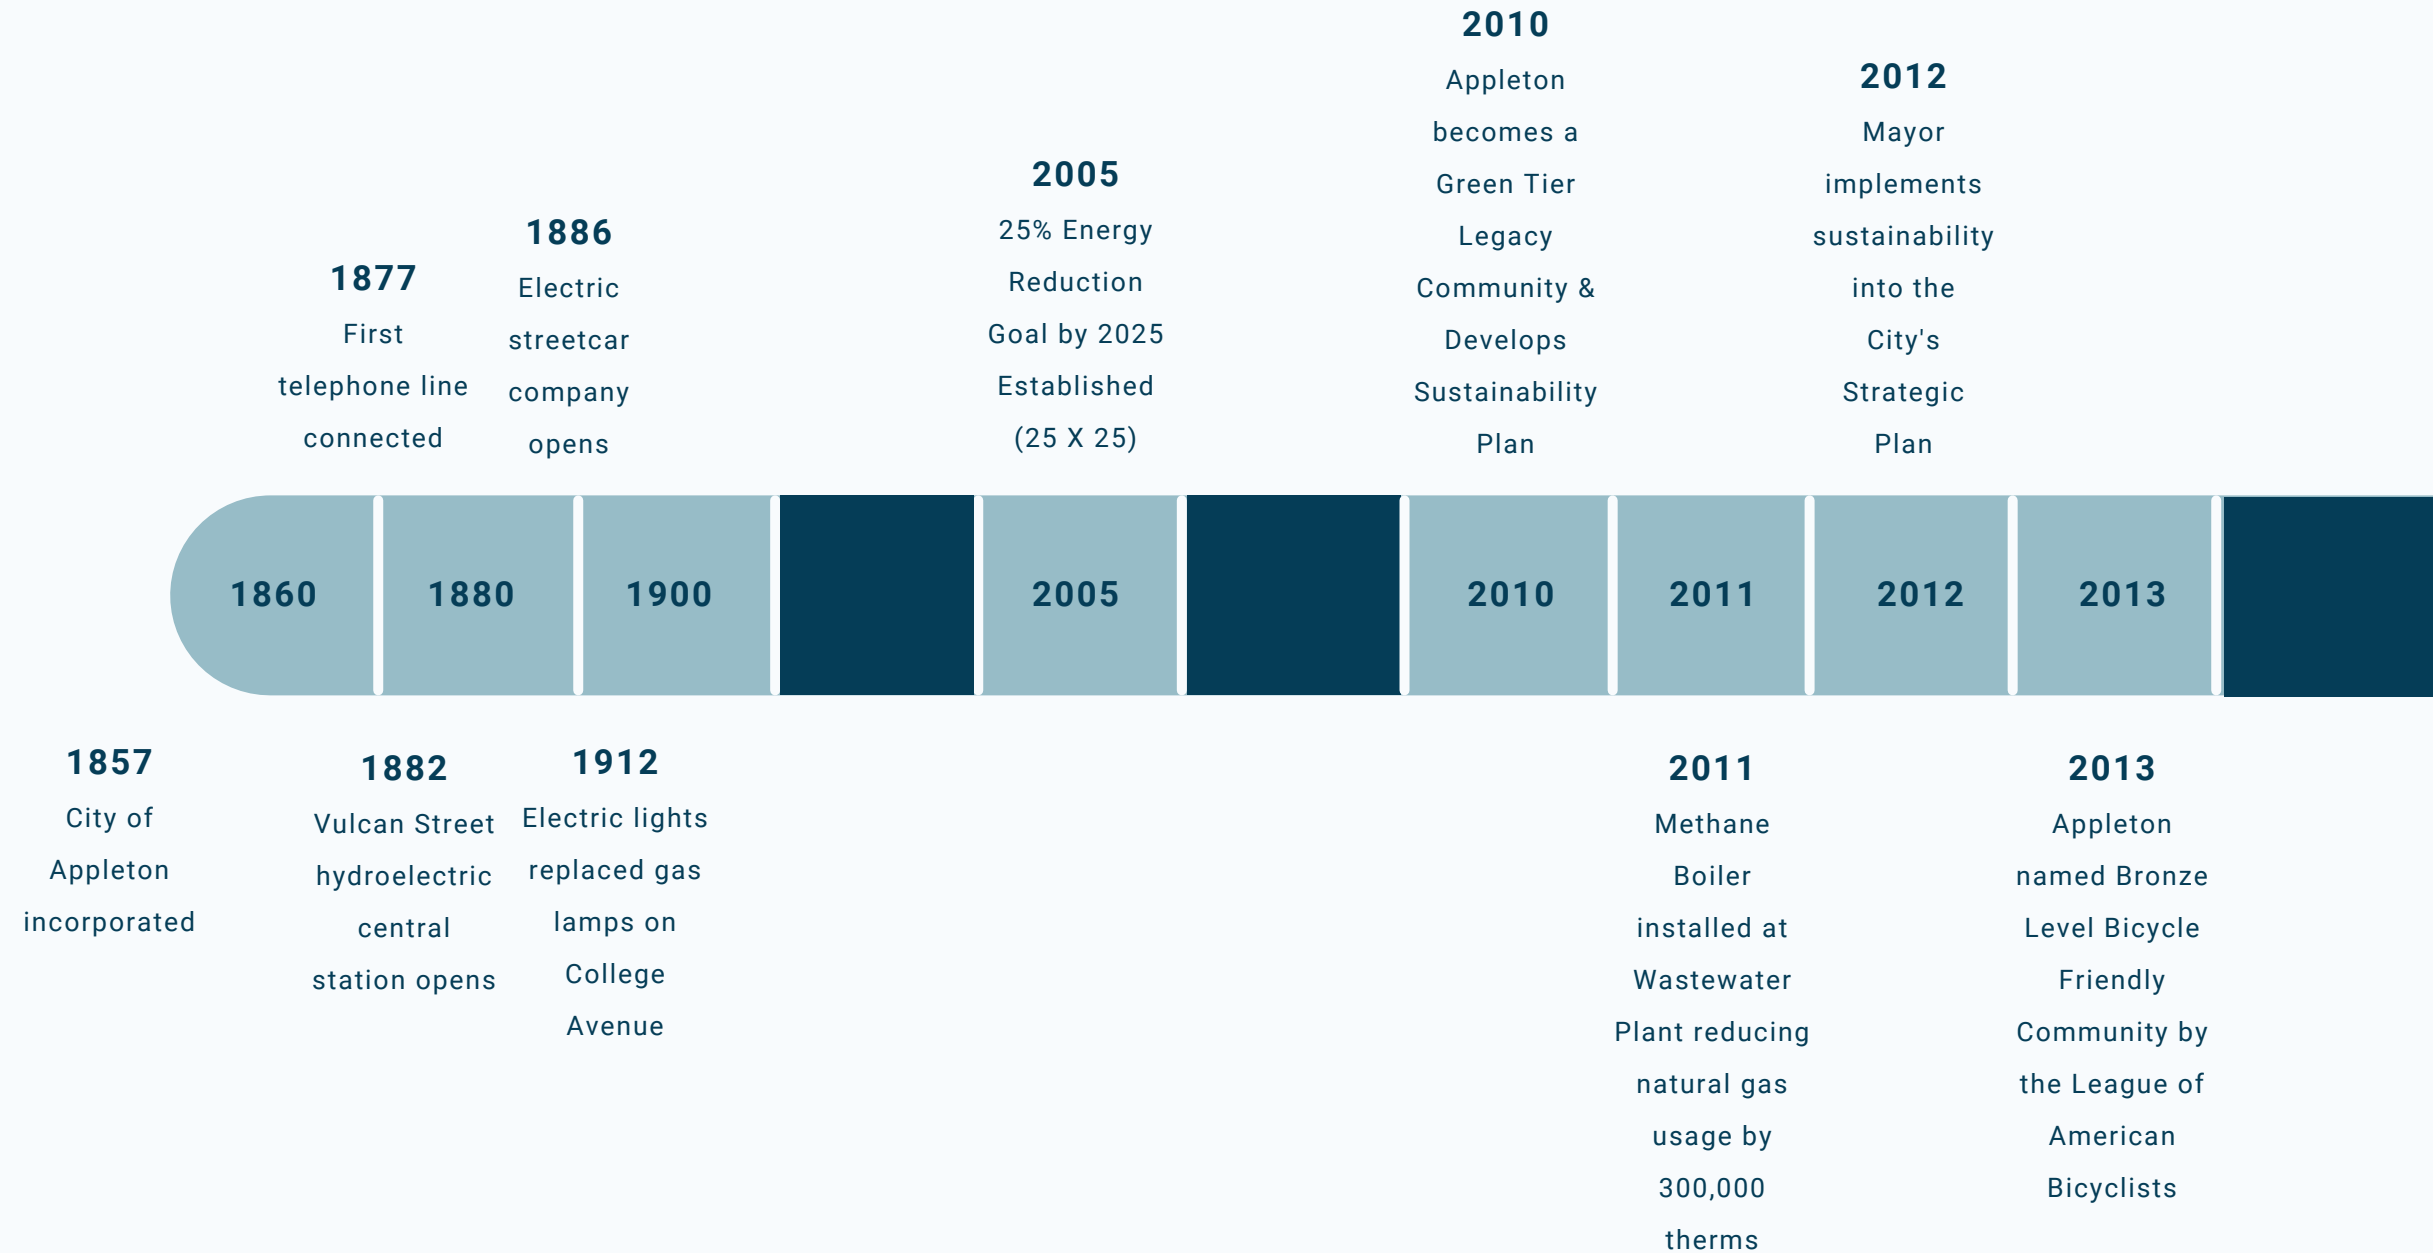 2010
Appleton
becomes a
Green Tier
Legacy
Community &
Develops
Sustainability
Plan
2012
Mayor
implements
sustainability
into the
City's
Strategic
Plan
2005
25% Energy
Reduction
Goal by 2025
Established
(25 X 25)
1886
Electric
streetcar
company
opens
1877
First
telephone line
connected
1860
1880
1900
2005
2010
2011
2012
2013
1857
City of
Appleton
incorporated
1882
Vulcan Street
hydroelectric
central
station opens
1912
Electric lights
replaced gas
lamps on
College
Avenue
2011
Methane
Boiler
installed at
Wastewater
Plant reducing
natural gas
usage by
300,000
therms
2013
Appleton
named Bronze
Level Bicycle
Friendly
Community by
the League of
American
Bicyclists